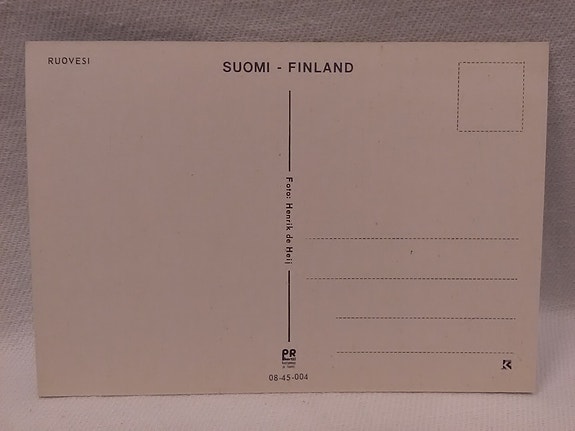 RUOVESI
SUOMI - FINLAND
Foto: Henrik de Heij
PR
08-45-004